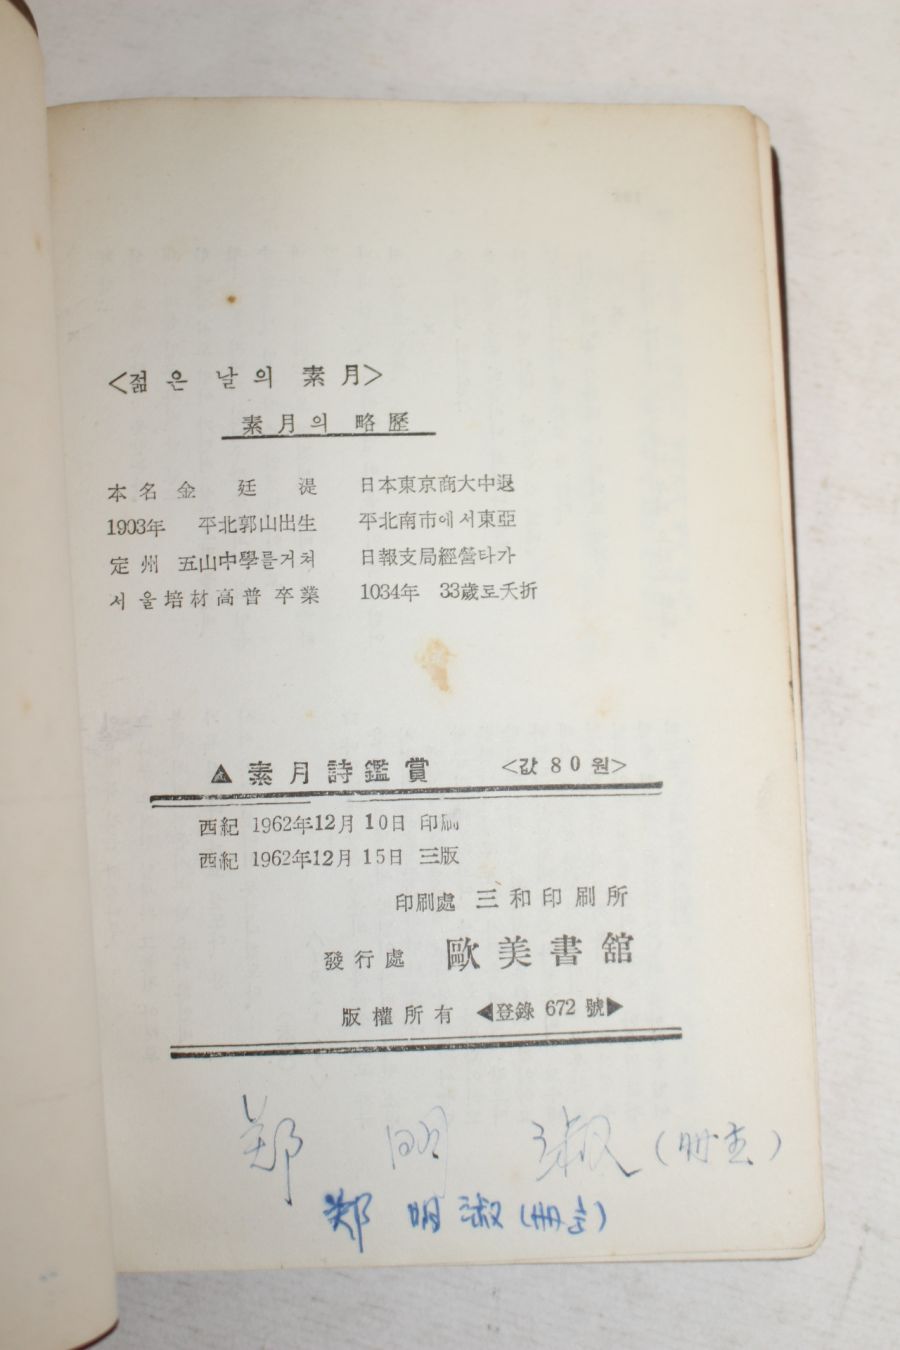 <젊은 날의 素月>
素月의 略歷
本名 金廷湜 日本東京商大中退
1903年 平北郭山出生 平北南市에서東亞
定州 五山中學를거처 日報支局經營타가
서울培材高普卒業 1034年 33歲로夭折
▲ 素月詩鑑賞 <값 80원>
西紀 1962年12月 10日 印刷
西紀 1962年12月 15日 三版
印刷處 三和印刷所
發行處 歐美書舘
版權所有 ◀登錄 672 號▶
郑 明 淑 (冊主)
郑 明 淑 (冊主)